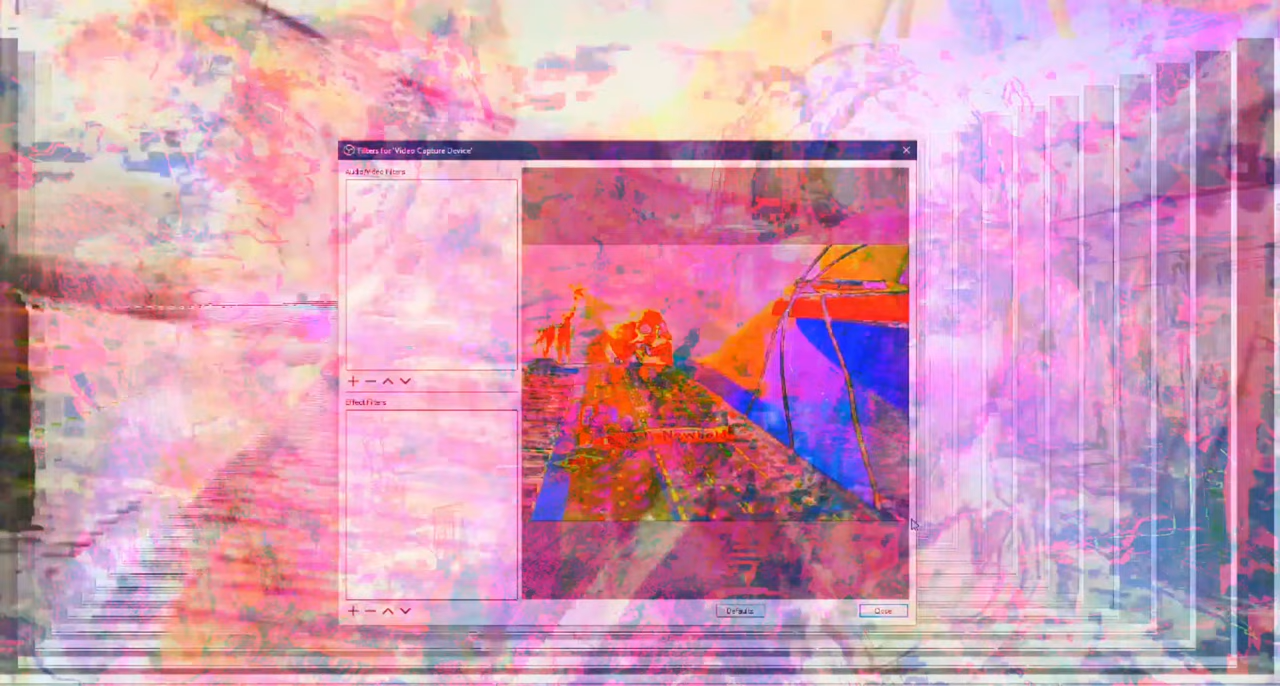 Filters for 'Video Capture Device'
Audio/Video Filters
Effect Filters
Defaults
Close